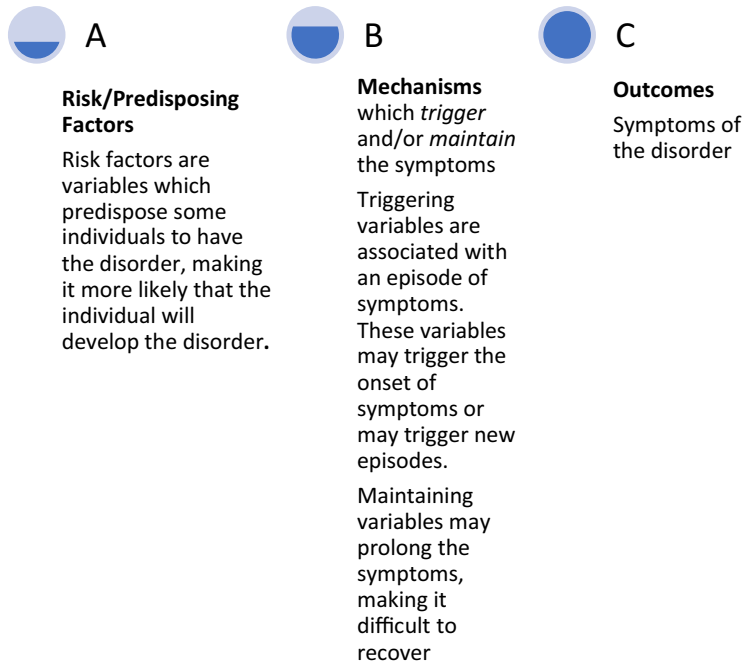 A
Risk/Predisposing
Factors
Risk factors are
variables which
predispose some
individuals to have
the disorder, making
it more likely that the
individual will
develop the disorder.
B
Mechanisms
which trigger
and/or maintain
the symptoms
Triggering
variables are
associated with
an episode of
symptoms.
These variables
may trigger the
onset of
symptoms or
may trigger new
episodes.
Maintaining
variables may
prolong the
symptoms,
making it
difficult to
recover
C
Outcomes
Symptoms of
the disorder